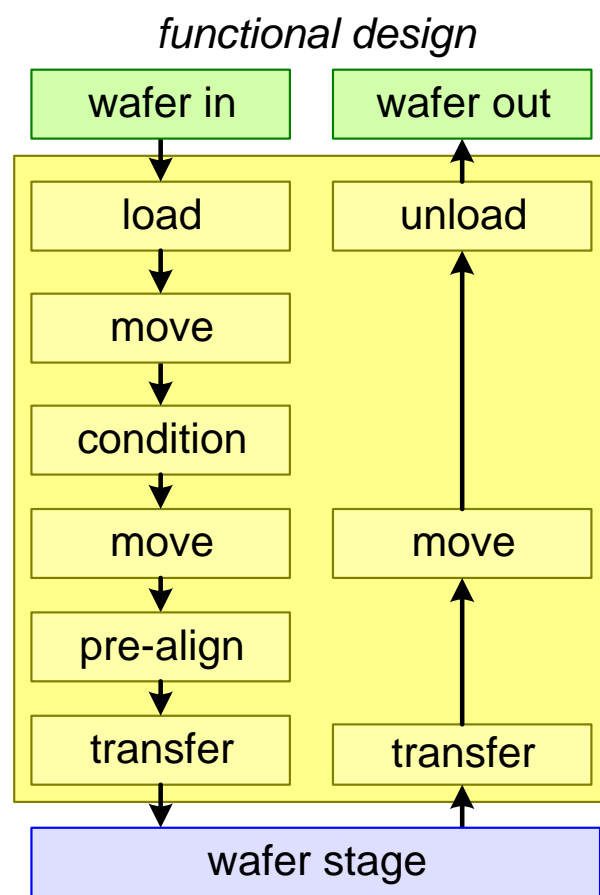 functional design
wafer in
wafer out
load
unload
move
condition
move
move
pre-align
transfer
transfer
wafer stage